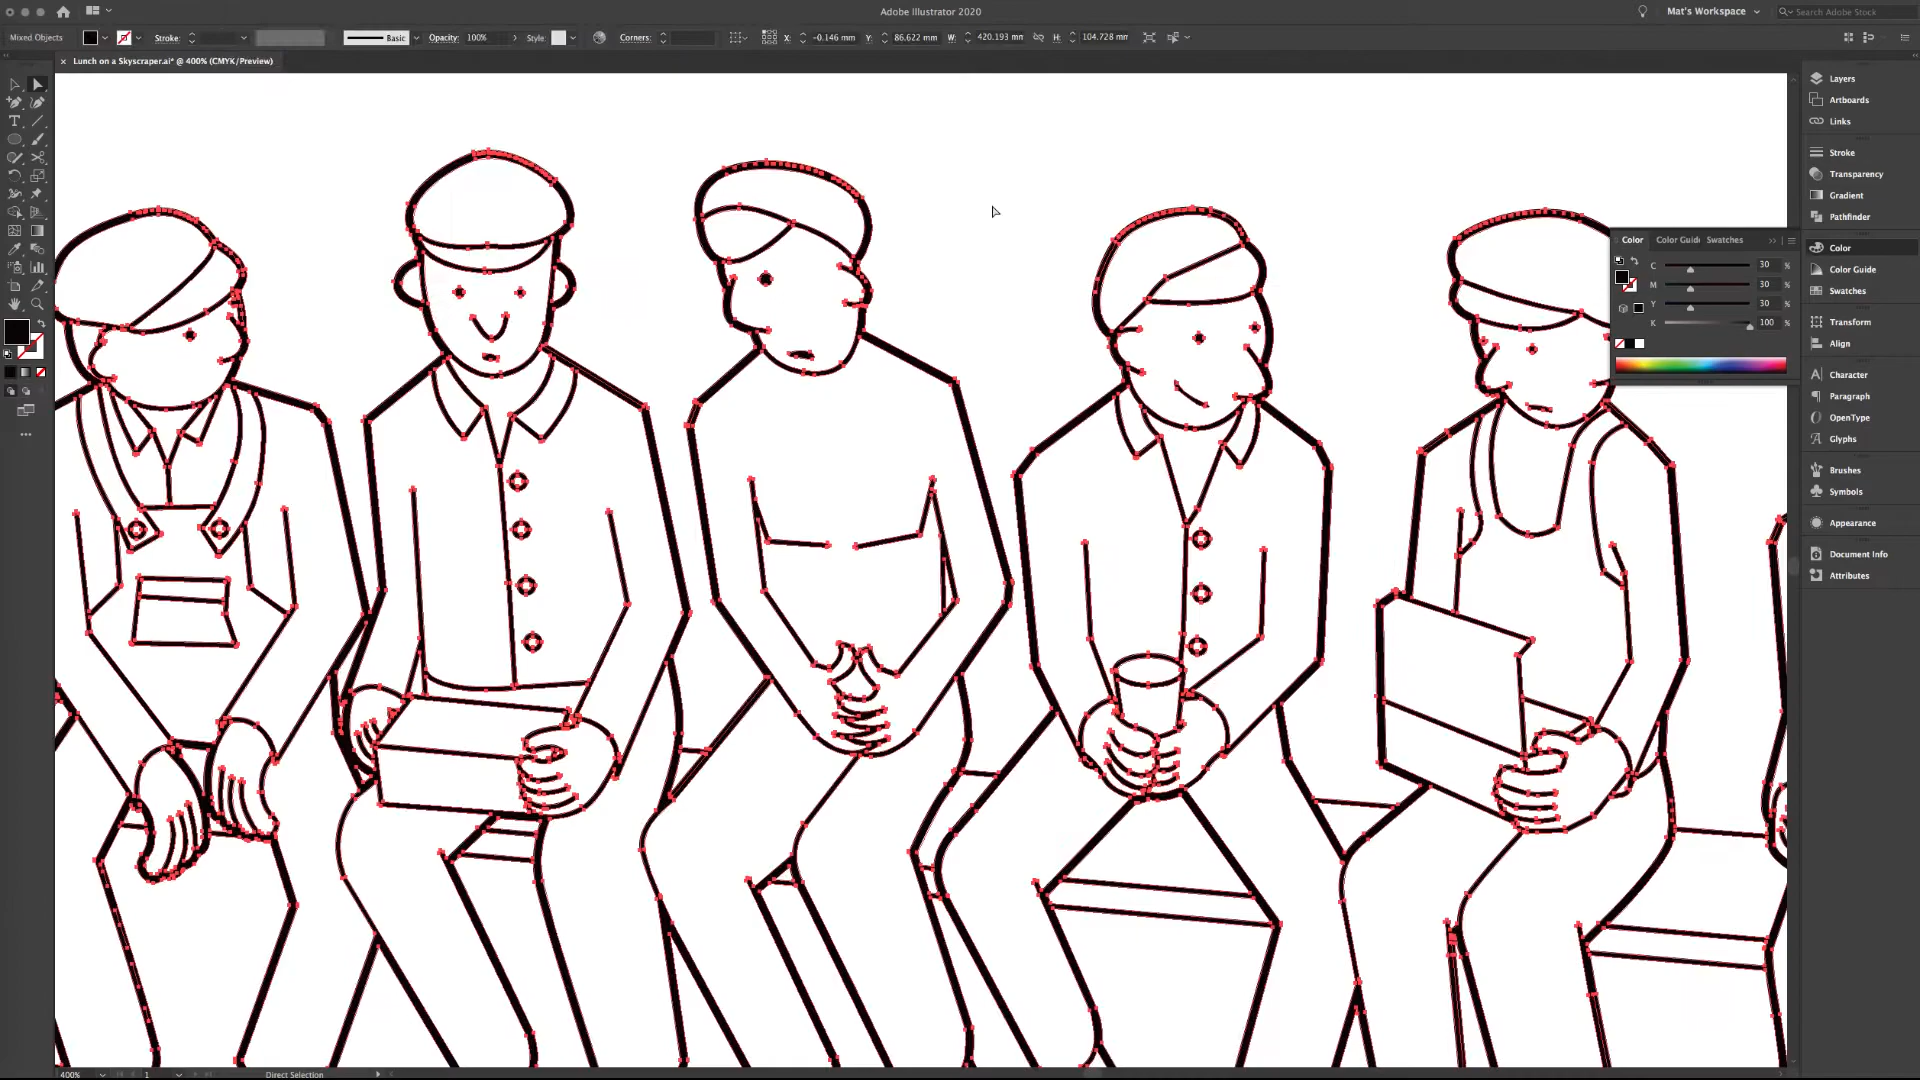 Adobe Illustrator 2020
Mat's Workspace
Search Adobe Stock
Mixed Objects
Stroke:
Basic
Opacity: 100%
Style:
Corners:
X: -0.146 mm
Y: 86.622 mm
W: 420.193 mm
H: 104.728 mm
× Lunch on a Skyscraper.ai* @ 400% (CMYK/Preview)
Layers
Artboards
Links
Stroke
Transparency
Gradient
Pathfinder
Color
Color Guide
Swatches
Transform
Align
Character
Paragraph
OpenType
Glyphs
Brushes
Symbols
Appearance
Document Info
Attributes
Color Color Guide Swatches
C 30 %
M 30 %
Y 30 %
K 100 %
400% 1 Direct Selection